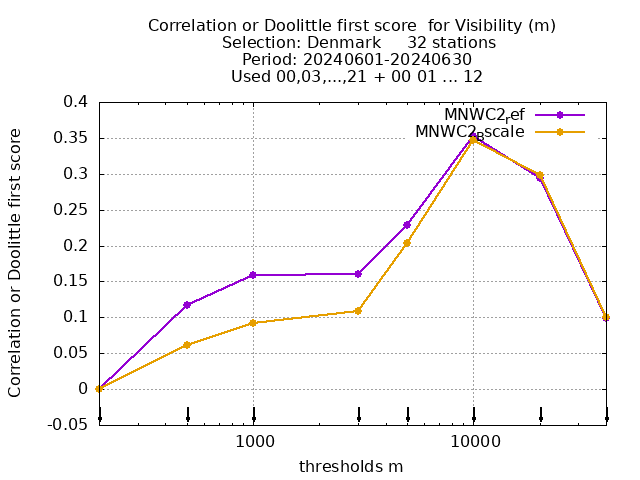 Correlation or Doolittle first score  for Visibility (m)
Selection: Denmark     32 stations
Period: 20240601-20240630
Used 00,03,...,21 + 00 01 ... 12
MNWC2ref
MNWC2Bscale
0.4
0.35
0.3
0.25
0.2
0.15
0.1
0.05
0
-0.05
Correlation or Doolittle first score
1000
10000
thresholds m